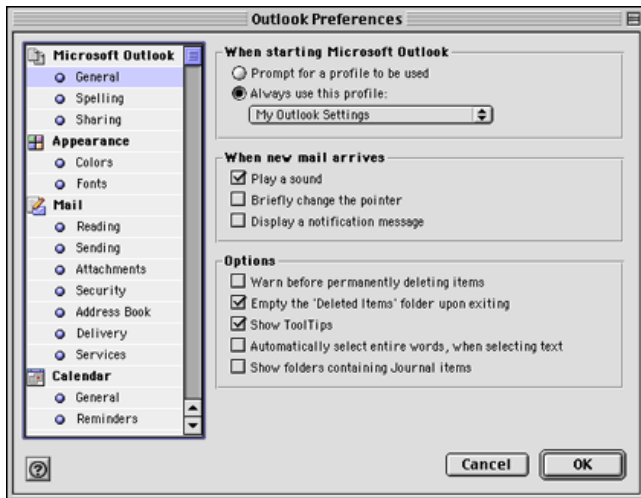 Outlook Preferences
Microsoft Outlook
General
Spelling
Sharing
Appearance
Colors
Fonts
Mail
Reading
Sending
Attachments
Security
Address Book
Delivery
Services
Calendar
General
Reminders
When starting Microsoft Outlook
Prompt for a profile to be used
Always use this profile:
My Outlook Settings
When new mail arrives
Play a sound
Briefly change the pointer
Display a notification message
Options
Warn before permanently deleting items
Empty the 'Deleted Items' folder upon exiting
Show ToolTips
Automatically select entire words, when selecting text
Show folders containing Journal items
?
Cancel
OK